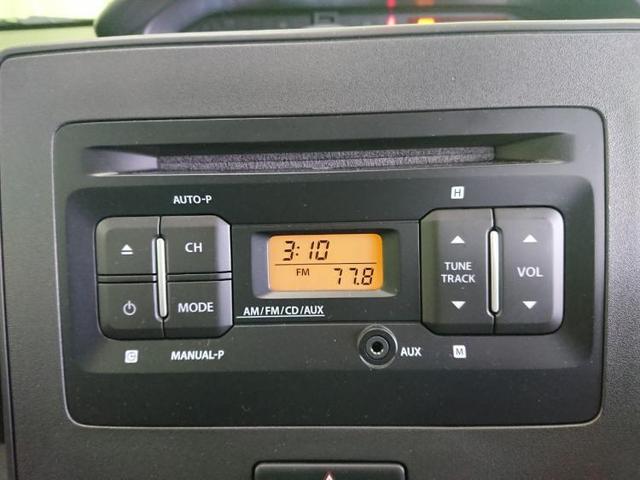 AUTO-P
H
CH
MODE
3:10
FM 77.8
TUNE
TRACK
VOL
AM/FM/CD/AUX
C
MANUAL-P
AUX
M